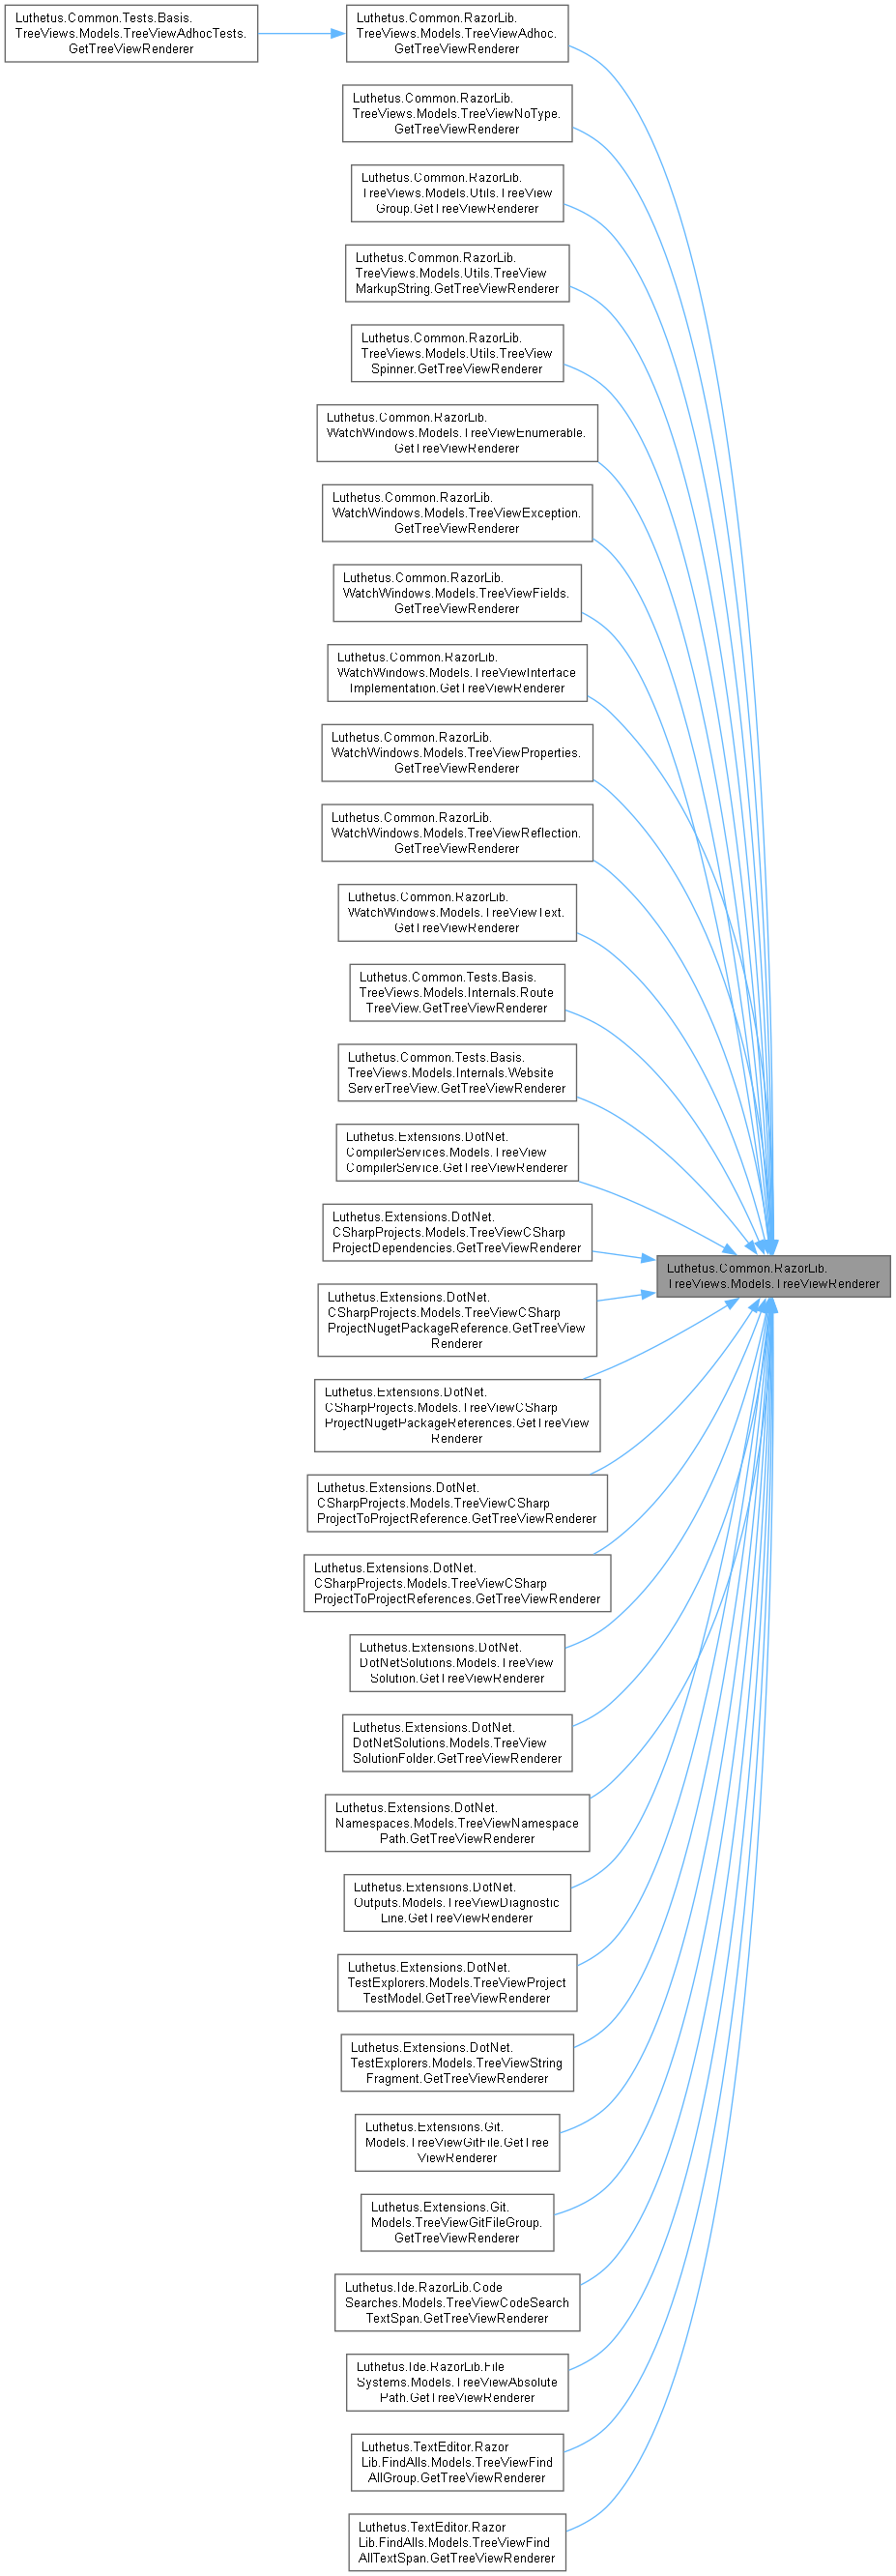 Luthetus.Common.Tests.Basis.
TreeViews.Models.TreeViewAdhocTests.
GetTreeViewRenderer
Luthetus.Common.RazorLib.
TreeViews.Models.TreeViewAdhoc.
GetTreeViewRenderer
Luthetus.Common.RazorLib.
TreeViews.Models.TreeViewNoType.
GetTreeViewRenderer
Luthetus.Common.RazorLib.
TreeViews.Models.Utils.TreeView
Group.GetTreeViewRenderer
Luthetus.Common.RazorLib.
TreeViews.Models.Utils.TreeView
MarkupString.GetTreeViewRenderer
Luthetus.Common.RazorLib.
TreeViews.Models.Utils.TreeView
Spinner.GetTreeViewRenderer
Luthetus.Common.RazorLib.
WatchWindows.Models.TreeViewEnumerable.
GetTreeViewRenderer
Luthetus.Common.RazorLib.
WatchWindows.Models.TreeViewException.
GetTreeViewRenderer
Luthetus.Common.RazorLib.
WatchWindows.Models.TreeViewFields.
GetTreeViewRenderer
Luthetus.Common.RazorLib.
WatchWindows.Models.TreeViewInterface
Implementation.GetTreeViewRenderer
Luthetus.Common.RazorLib.
WatchWindows.Models.TreeViewProperties.
GetTreeViewRenderer
Luthetus.Common.RazorLib.
WatchWindows.Models.TreeViewReflection.
GetTreeViewRenderer
Luthetus.Common.RazorLib.
WatchWindows.Models.TreeViewText.
GetTreeViewRenderer
Luthetus.Common.Tests.Basis.
TreeViews.Models.Internals.Route
TreeView.GetTreeViewRenderer
Luthetus.Common.Tests.Basis.
TreeViews.Models.Internals.Website
ServerTreeView.GetTreeViewRenderer
Luthetus.Extensions.DotNet.
CompilerServices.Models.TreeView
CompilerService.GetTreeViewRenderer
Luthetus.Extensions.DotNet.
CSharpProjects.Models.TreeViewCSharp
ProjectDependencies.GetTreeViewRenderer
Luthetus.Common.RazorLib.
TreeViews.Models.TreeViewRenderer
Luthetus.Extensions.DotNet.
CSharpProjects.Models.TreeViewCSharp
ProjectNugetPackageReference.GetTreeView
Renderer
Luthetus.Extensions.DotNet.
CSharpProjects.Models.TreeViewCSharp
ProjectNugetPackageReferences.GetTreeView
Renderer
Luthetus.Extensions.DotNet.
CSharpProjects.Models.TreeViewCSharp
ProjectToProjectReference.GetTreeViewRenderer
Luthetus.Extensions.DotNet.
CSharpProjects.Models.TreeViewCSharp
ProjectToProjectReferences.GetTreeViewRenderer
Luthetus.Extensions.DotNet.
DotNetSolutions.Models.TreeView
Solution.GetTreeViewRenderer
Luthetus.Extensions.DotNet.
DotNetSolutions.Models.TreeView
SolutionFolder.GetTreeViewRenderer
Luthetus.Extensions.DotNet.
Namespaces.Models.TreeViewNamespace
Path.GetTreeViewRenderer
Luthetus.Extensions.DotNet.
Outputs.Models.TreeViewDiagnostic
Line.GetTreeViewRenderer
Luthetus.Extensions.DotNet.
TestExplorers.Models.TreeViewProject
TestModel.GetTreeViewRenderer
Luthetus.Extensions.DotNet.
TestExplorers.Models.TreeViewString
Fragment.GetTreeViewRenderer
Luthetus.Extensions.Git.
Models.TreeViewGitFile.GetTree
ViewRenderer
Luthetus.Extensions.Git.
Models.TreeViewGitFileGroup.
GetTreeViewRenderer
Luthetus.Ide.RazorLib.Code
Searches.Models.TreeViewCodeSearch
TextSpan.GetTreeViewRenderer
Luthetus.Ide.RazorLib.File
Systems.Models.TreeViewAbsolute
Path.GetTreeViewRenderer
Luthetus.TextEditor.Razor
Lib.FindAlls.Models.TreeViewFind
AllGroup.GetTreeViewRenderer
Luthetus.TextEditor.Razor
Lib.FindAlls.Models.TreeViewFind
AllTextSpan.GetTreeViewRenderer